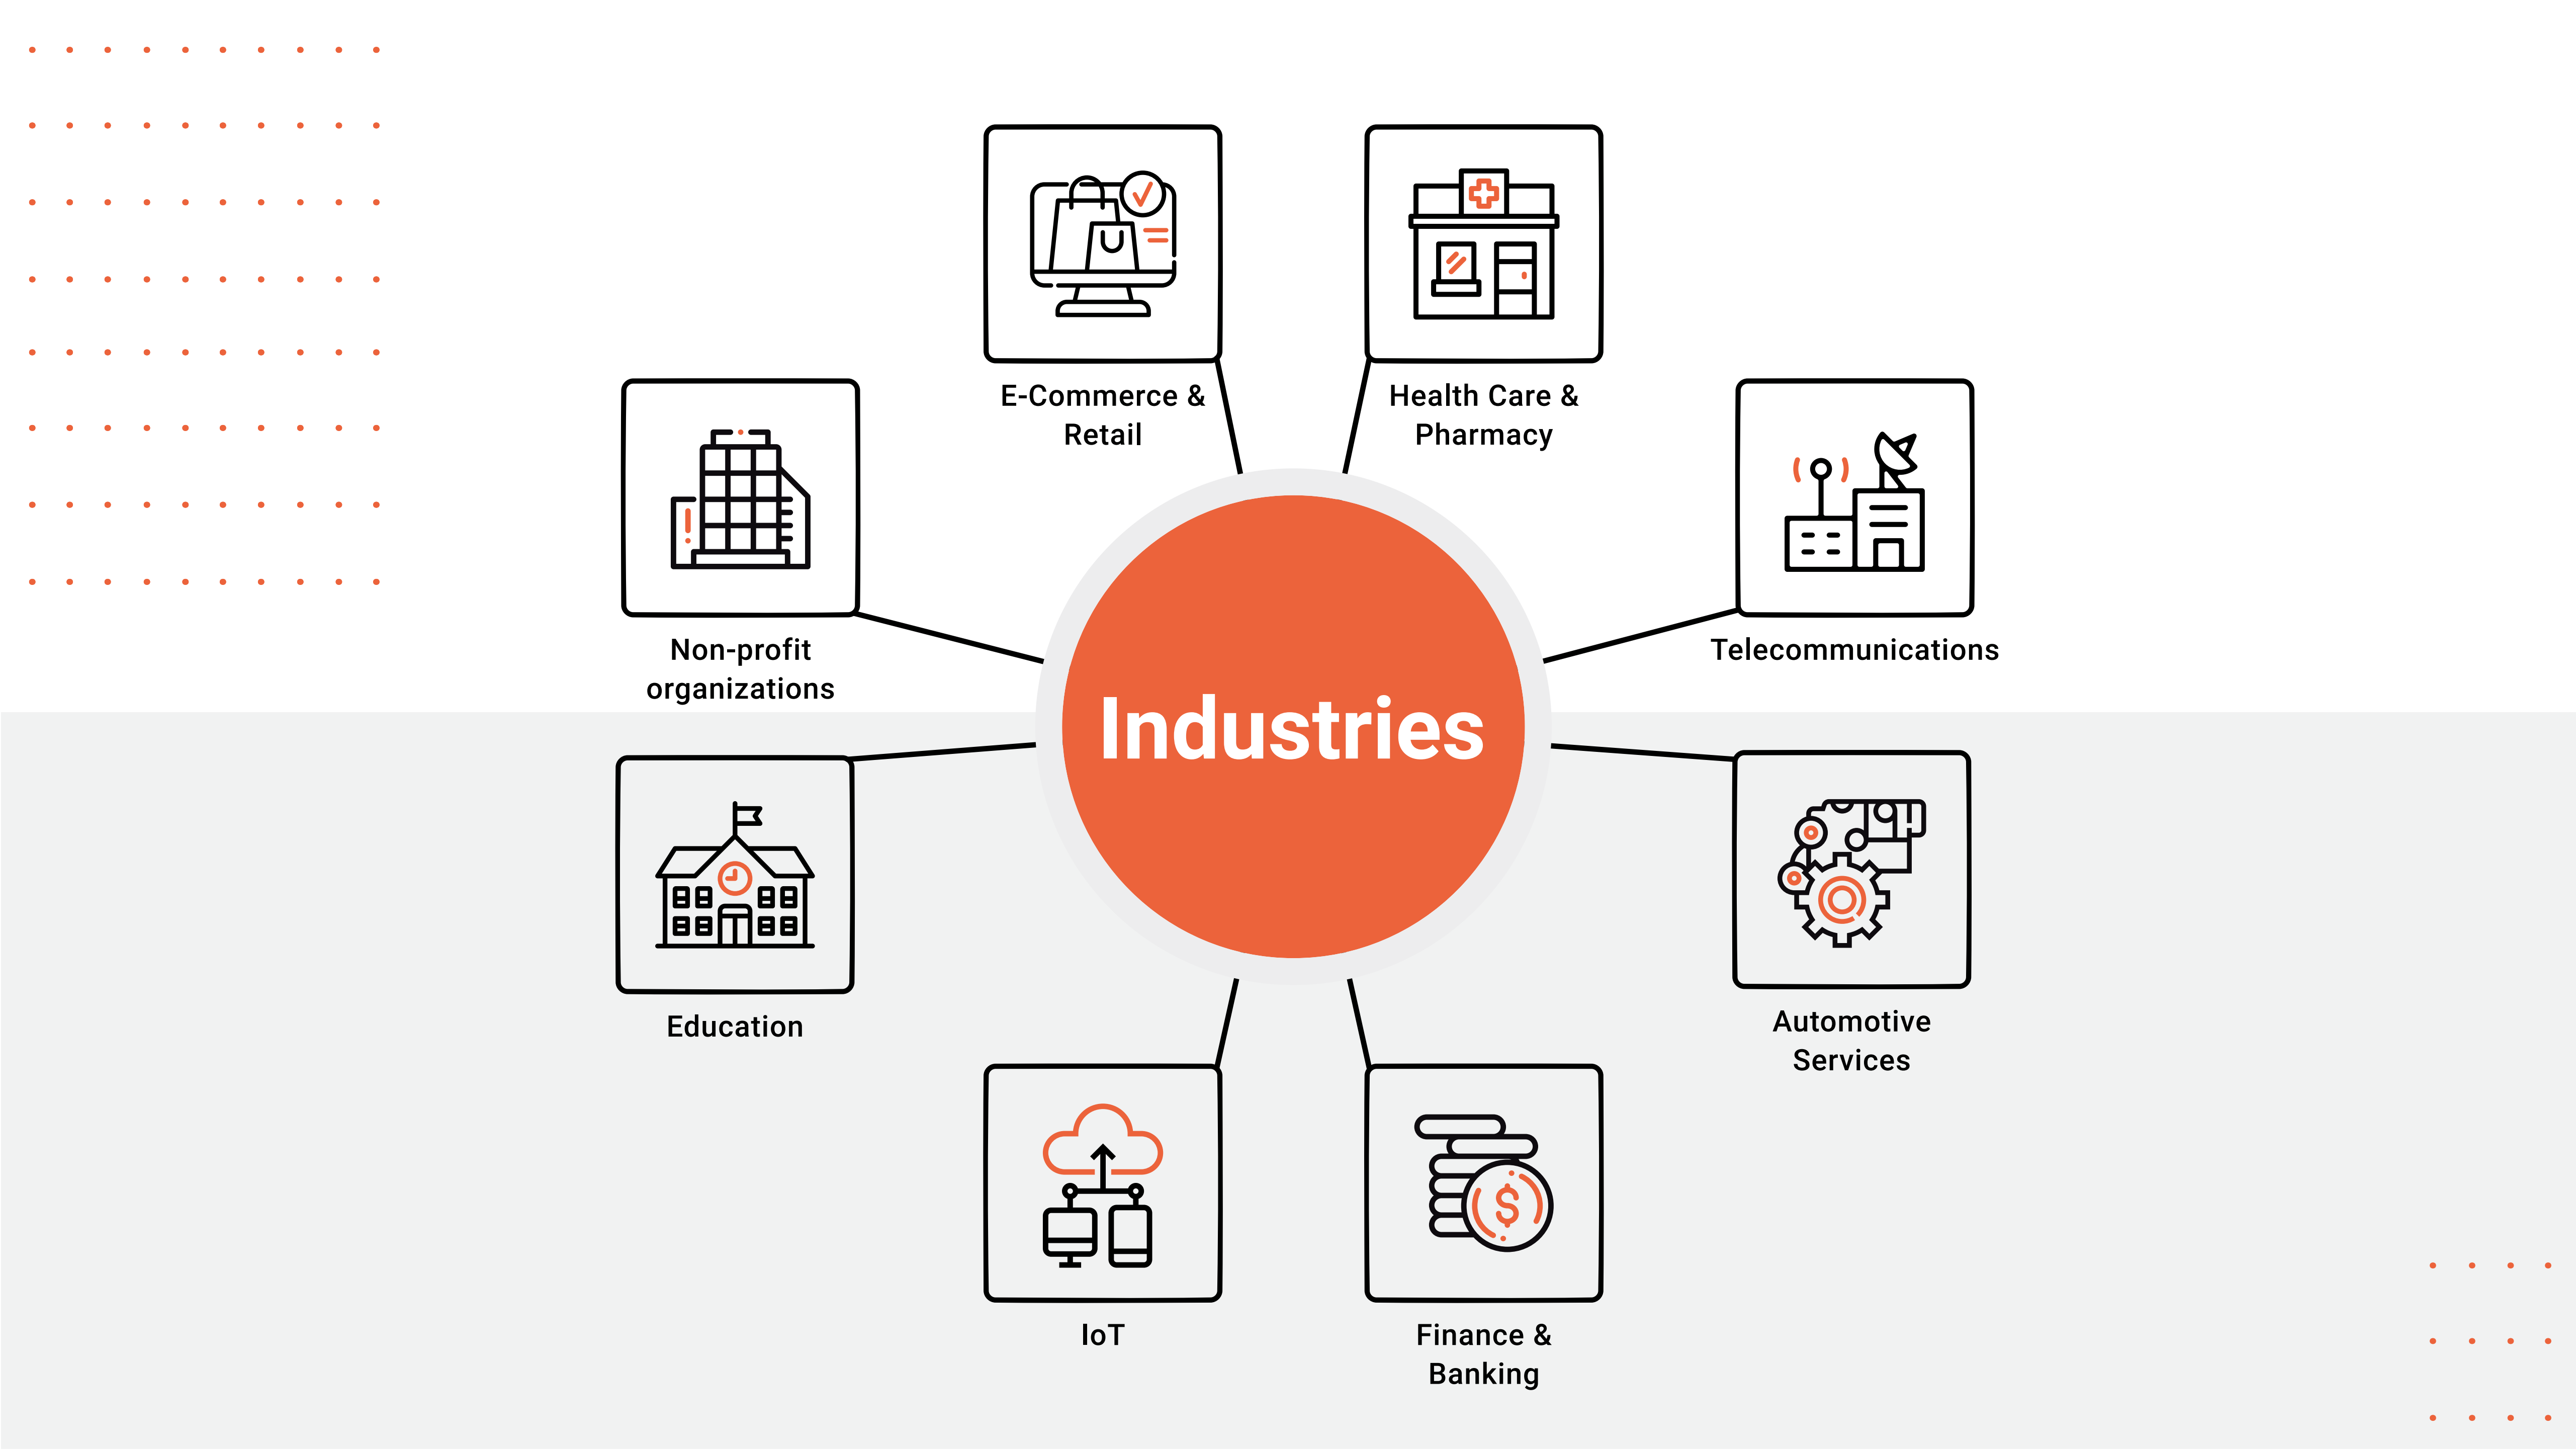 E-Commerce &
Retail
Health Care &
Pharmacy
Non-profit
organizations
Telecommunications
Industries
Education
Automotive
Services
IoT
Finance &
Banking